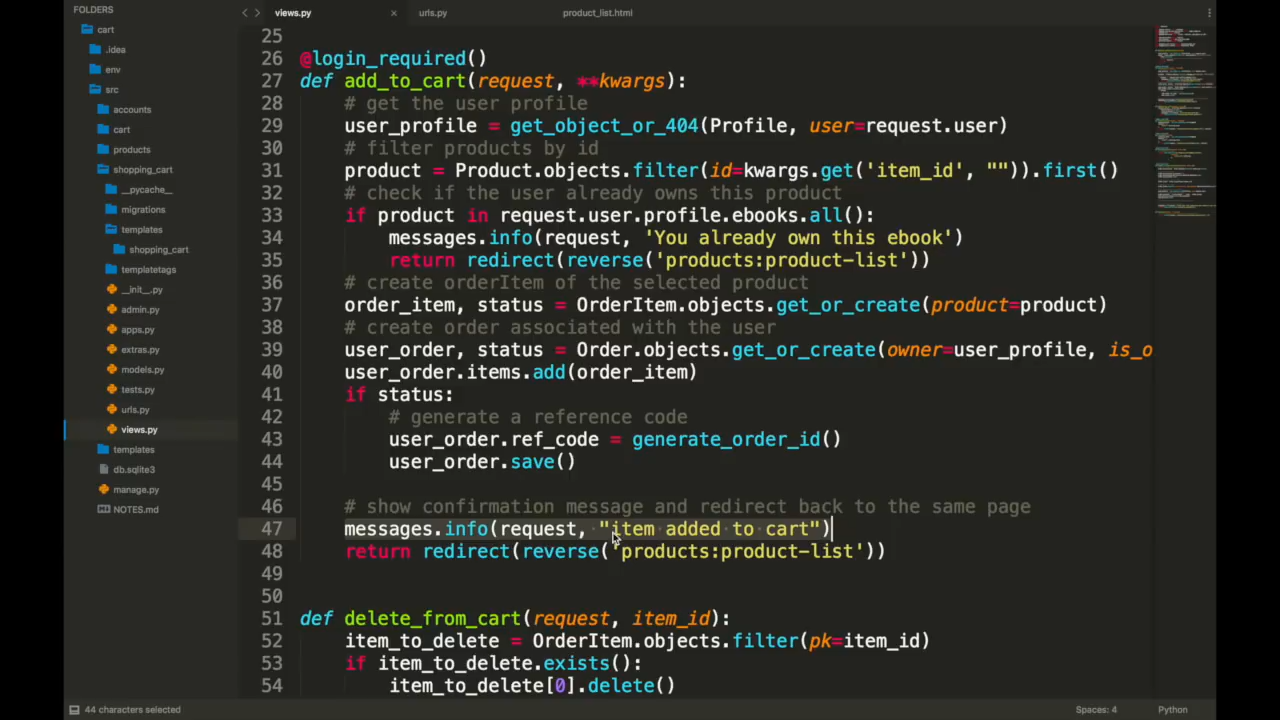 FOLDERS
cart
.idea
env
src
accounts
cart
products
shopping_cart
__pycache__
migrations
templates
shopping_cart
templatetags
__init__.py
admin.py
apps.py
extras.py
models.py
tests.py
urls.py
views.py
templates
db.sqlite3
manage.py
NOTES.md
views.py urls.py product_list.html
25
26 @login_required()
27 def add_to_cart(request, **kwargs):
28 # get the user profile
29 user_profile = get_object_or_404(Profile, user=request.user)
30 # filter products by id
31 product = Product.objects.filter(id=kwargs.get('item_id', "")).first()
32 # check if the user already owns this product
33 if product in request.user.profile.ebooks.all():
34 messages.info(request, 'You already own this ebook')
35 return redirect(reverse('products:product-list'))
36 # create orderItem of the selected product
37 order_item, status = OrderItem.objects.get_or_create(product=product)
38 # create order associated with the user
39 user_order, status = Order.objects.get_or_create(owner=user_profile, is_o
40 user_order.items.add(order_item)
41 if status:
42 # generate a reference code
43 user_order.ref_code = generate_order_id()
44 user_order.save()
45
46 # show confirmation message and redirect back to the same page
47 messages.info(request, "item added to cart")
48 return redirect(reverse('products:product-list'))
49
50
51 def delete_from_cart(request, item_id):
52 item_to_delete = OrderItem.objects.filter(pk=item_id)
53 if item_to_delete.exists():
54 item_to_delete[0].delete()
44 characters selected Spaces: 4 Python